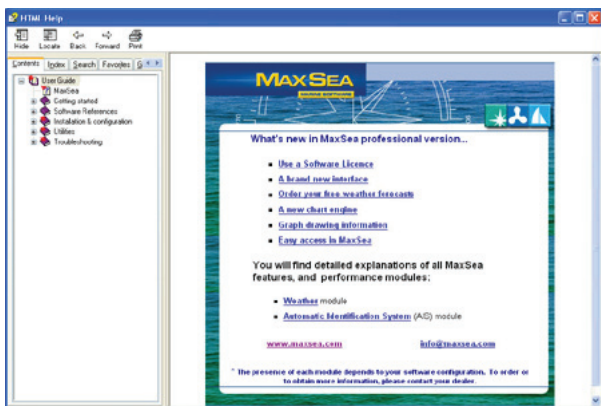 HTML Help
Hide Locate Back Forward Print
Contents Index Search Favorites
User Guide
MaxSea
Getting started
Software References
Installation & configuration
Utilities
Troubleshooting
MAXSEA
MARINE SOFTWARE
What's new in MaxSea professional version...
Use a Software Licence
A brand new interface
Order your free weather forecasts
A new chart engine
Graph drawing information
Easy access in MaxSea
You will find detailed explanations of all MaxSea
features, and performance modules:
Weather module
Automatic Identification System (AIS) module
www.maxsea.com info@maxsea.com
* The presence of each module depends to your software configuration. To order or
to obtain more information, please contact your dealer.